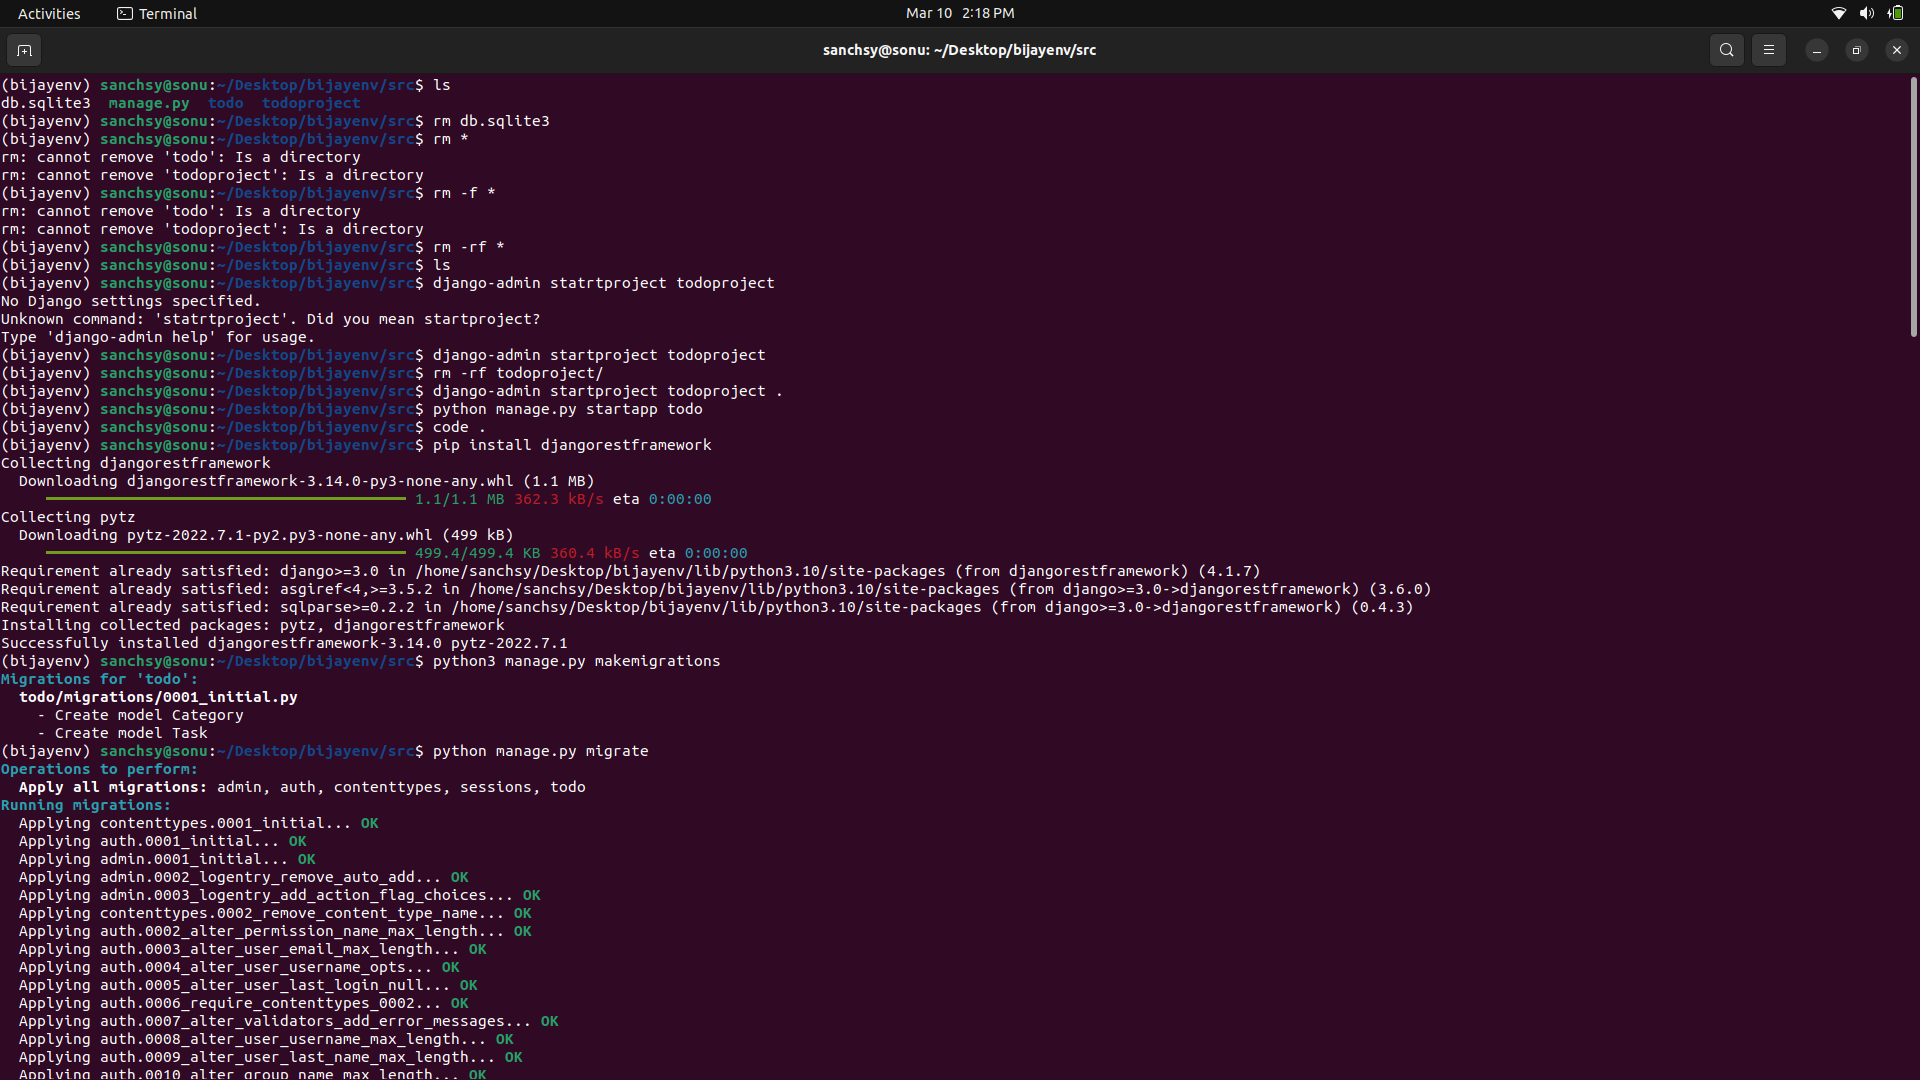 Activities
Terminal
Mar 10 2:18 PM
sanchsy@sonu: ~/Desktop/bijayenv/src
(bijayenv) sanchsy@sonu:~/Desktop/bijayenv/src$ ls
db.sqlite3  manage.py  todo  todoproject
(bijayenv) sanchsy@sonu:~/Desktop/bijayenv/src$ rm db.sqlite3
(bijayenv) sanchsy@sonu:~/Desktop/bijayenv/src$ rm *
rm: cannot remove 'todo': Is a directory
rm: cannot remove 'todoproject': Is a directory
(bijayenv) sanchsy@sonu:~/Desktop/bijayenv/src$ rm -f *
rm: cannot remove 'todo': Is a directory
rm: cannot remove 'todoproject': Is a directory
(bijayenv) sanchsy@sonu:~/Desktop/bijayenv/src$ rm -rf *
(bijayenv) sanchsy@sonu:~/Desktop/bijayenv/src$ ls
(bijayenv) sanchsy@sonu:~/Desktop/bijayenv/src$ django-admin statrtproject todoproject
No Django settings specified.
Unknown command: 'statrtproject'. Did you mean startproject?
Type 'django-admin help' for usage.
(bijayenv) sanchsy@sonu:~/Desktop/bijayenv/src$ django-admin startproject todoproject
(bijayenv) sanchsy@sonu:~/Desktop/bijayenv/src$ rm -rf todoproject/
(bijayenv) sanchsy@sonu:~/Desktop/bijayenv/src$ django-admin startproject todoproject .
(bijayenv) sanchsy@sonu:~/Desktop/bijayenv/src$ python manage.py startapp todo
(bijayenv) sanchsy@sonu:~/Desktop/bijayenv/src$ code .
(bijayenv) sanchsy@sonu:~/Desktop/bijayenv/src$ pip install djangorestframework
Collecting djangorestframework
  Downloading djangorestframework-3.14.0-py3-none-any.whl (1.1 MB)
1.1/1.1 MB 362.3 kB/s eta 0:00:00
Collecting pytz
  Downloading pytz-2022.7.1-py2.py3-none-any.whl (499 kB)
499.4/499.4 KB 360.4 kB/s eta 0:00:00
Requirement already satisfied: django>=3.0 in /home/sanchsy/Desktop/bijayenv/lib/python3.10/site-packages (from djangorestframework) (4.1.7)
Requirement already satisfied: asgiref<4,>=3.5.2 in /home/sanchsy/Desktop/bijayenv/lib/python3.10/site-packages (from django>=3.0->djangorestframework) (3.6.0)
Requirement already satisfied: sqlparse>=0.2.2 in /home/sanchsy/Desktop/bijayenv/lib/python3.10/site-packages (from django>=3.0->djangorestframework) (0.4.3)
Installing collected packages: pytz, djangorestframework
Successfully installed djangorestframework-3.14.0 pytz-2022.7.1
(bijayenv) sanchsy@sonu:~/Desktop/bijayenv/src$ python3 manage.py makemigrations
Migrations for 'todo':
  todo/migrations/0001_initial.py
    - Create model Category
    - Create model Task
(bijayenv) sanchsy@sonu:~/Desktop/bijayenv/src$ python manage.py migrate
Operations to perform:
  Apply all migrations: admin, auth, contenttypes, sessions, todo
Running migrations:
  Applying contenttypes.0001_initial... OK
  Applying auth.0001_initial... OK
  Applying admin.0001_initial... OK
  Applying admin.0002_logentry_remove_auto_add... OK
  Applying admin.0003_logentry_add_action_flag_choices... OK
  Applying contenttypes.0002_remove_content_type_name... OK
  Applying auth.0002_alter_permission_name_max_length... OK
  Applying auth.0003_alter_user_email_max_length... OK
  Applying auth.0004_alter_user_username_opts... OK
  Applying auth.0005_alter_user_last_login_null... OK
  Applying auth.0006_require_contenttypes_0002... OK
  Applying auth.0007_alter_validators_add_error_messages... OK
  Applying auth.0008_alter_user_username_max_length... OK
  Applying auth.0009_alter_user_last_name_max_length... OK
  Applying auth.0010_alter_group_name_max_length... OK